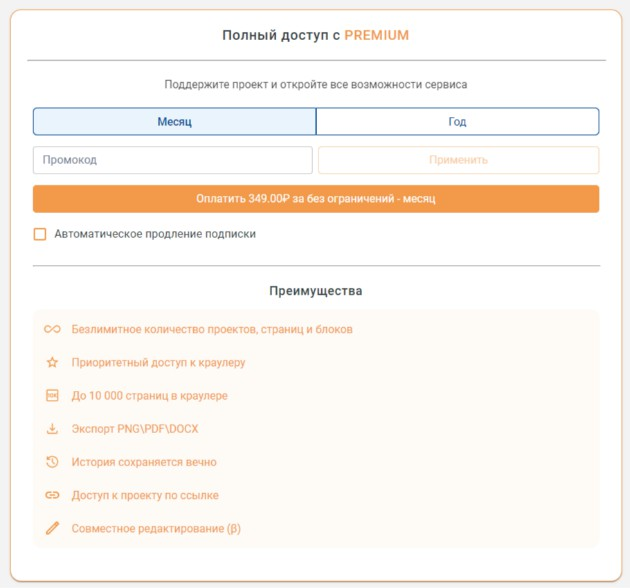 Полный доступ с PREMIUM
Поддержите проект и откройте все возможности сервиса
Месяц
Год
Промокод
Применить
Оплатить 349.00₽ за без ограничений - месяц
Автоматическое продление подписки
Преимущества
Безлимитное количество проектов, страниц и блоков
Приоритетный доступ к краулеру
10K
До 10 000 страниц в краулере
Экспорт PNG\PDF\DOCX
История сохраняется вечно
Доступ к проекту по ссылке
Совместное редактирование (β)